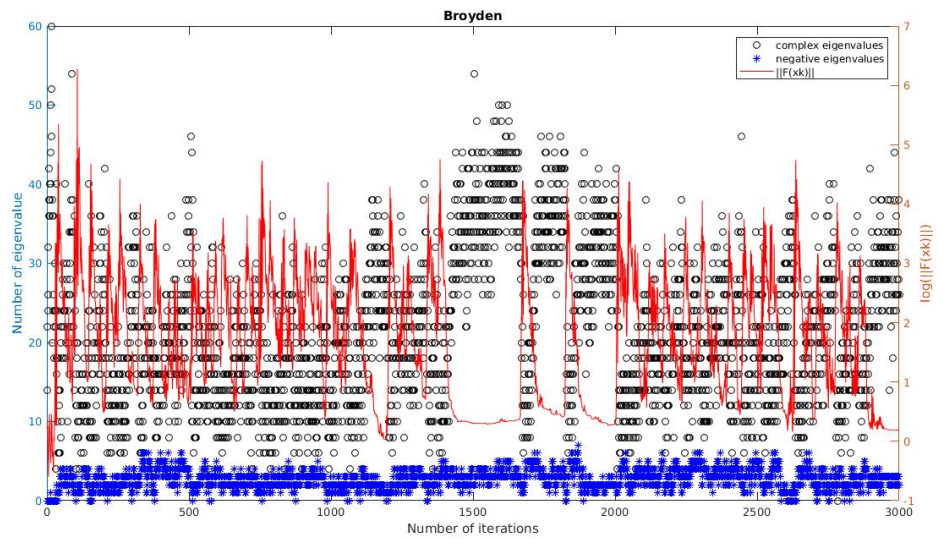 Broyden
60
50
40
30
20
10
0
Number of eigenvalue
7
6
5
4
3
2
1
0
-1
log(||F(xk)||)
complex eigenvalues
negative eigenvalues
||F(xk)||
0 500 1000 1500 2000 2500 3000
Number of iterations